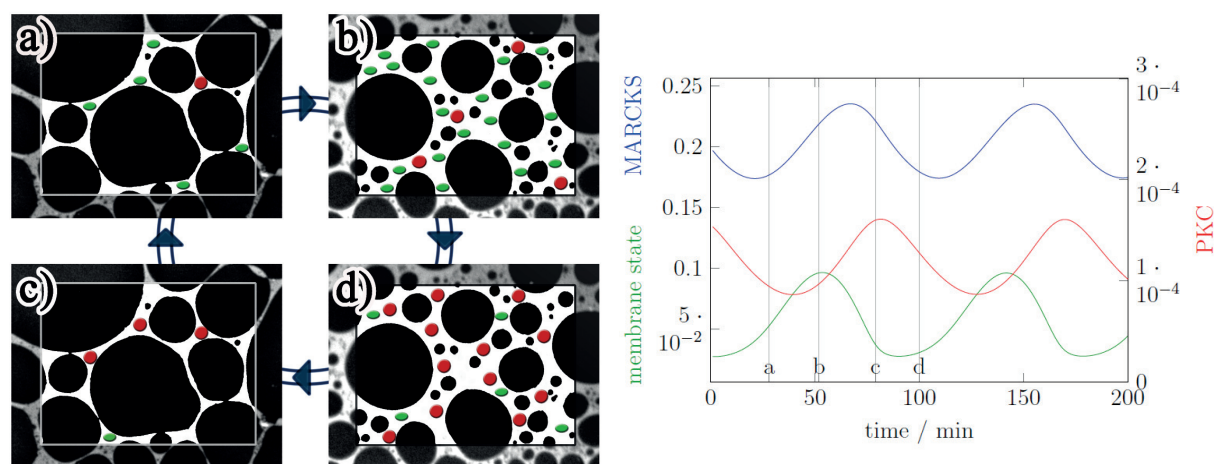 a)
b)
c)
d)
MARCKS
membrane state
0.25
0.2
0.15
0.1
5 ·
10⁻²
a
b
c
d
0
50
100
150
200
time / min
3 ·
10⁻⁴
2 ·
10⁻⁴
1 ·
10⁻⁴
0
PKC